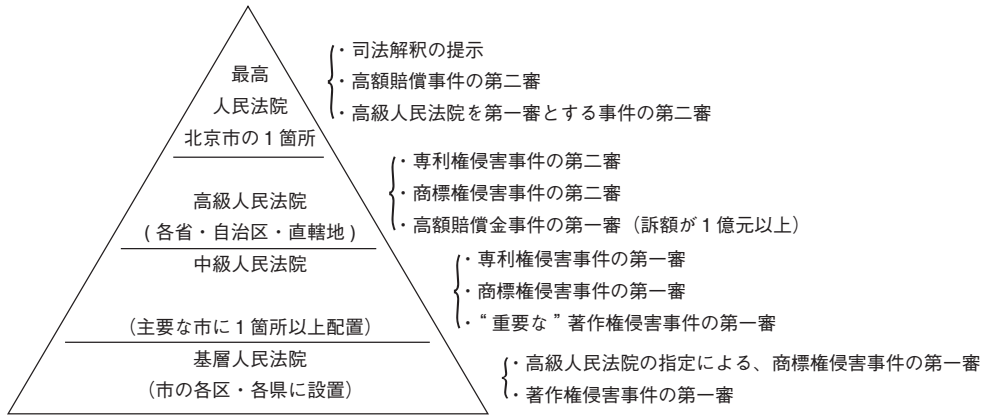 最高
人民法院
北京市の1箇所
・司法解釈の提示
・高額賠償事件の第二審
・高級人民法院を第一審とする事件の第二審
高級人民法院
(各省・自治区・直轄地)
・専利権侵害事件の第二審
・商標権侵害事件の第二審
・高額賠償金事件の第一審（訴額が1億元以上）
中級人民法院
（主要な市に1箇所以上配置）
・専利権侵害事件の第一審
・商標権侵害事件の第一審
・“重要な”著作権侵害事件の第一審
基層人民法院
（市の各区・各県に設置）
・高級人民法院の指定による、商標権侵害事件の第一審
・著作権侵害事件の第一審